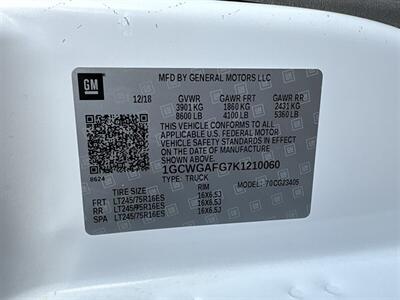 GM
MFD BY GENERAL MOTORS LLC
12/18 GVWR GAWR FRT GAWR RR
3901 KG 1860 KG 2431 KG
8600 LB 4100 LB 5360 LB
THIS VEHICLE CONFORMS TO ALL
APPLICABLE U.S. FEDERAL MOTOR
VEHICLE SAFETY STANDARDS IN EFFECT
ON THE DATE OF MANUFACTURE
SHOWN ABOVE.
1GCWGAFG7K1210060
8624 TYPE: TRUCK
MODEL: 70CG23405
TIRE SIZE RIM
FRT LT245/75R16ES 16X6.5J
RR LT245/75R16ES 16X6.5J
SPA LT245/75R16ES 16X6.5J